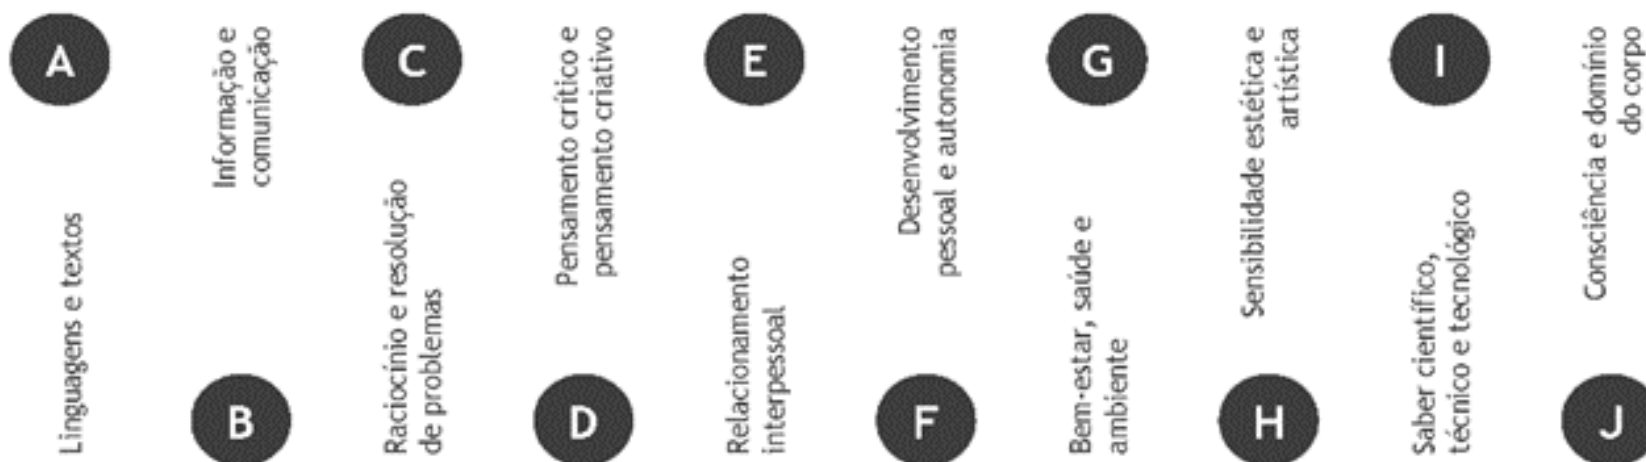 A
Linguagens e textos
B
Informação e
comunicação
C
Raciocínio e resolução
de problemas
D
Pensamento crítico e
pensamento criativo
E
Relacionamento
interpessoal
F
Desenvolvimento
pessoal e autonomia
G
Bem-estar, saúde e
ambiente
H
Sensibilidade estética e
artística
I
Saber científico,
técnico e tecnológico
J
Consciência e domínio
do corpo